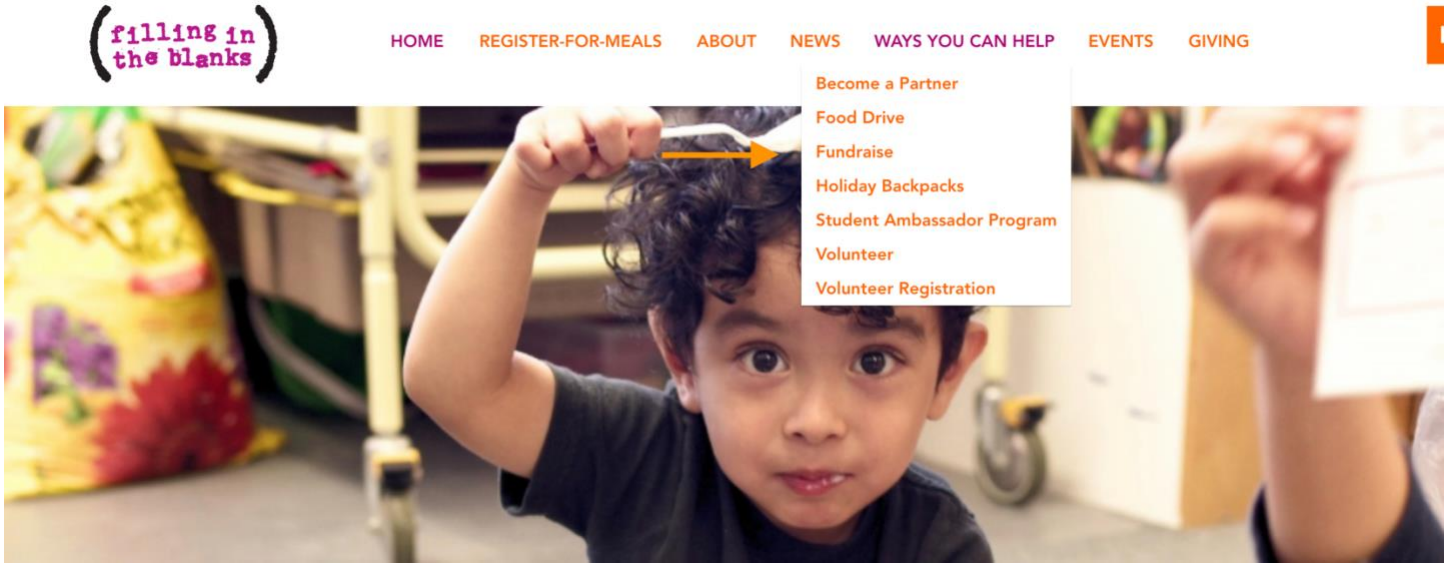 filling in
the blanks
HOME REGISTER-FOR-MEALS ABOUT NEWS WAYS YOU CAN HELP EVENTS GIVING
Become a Partner
Food Drive
Fundraise
Holiday Backpacks
Student Ambassador Program
Volunteer
Volunteer Registration